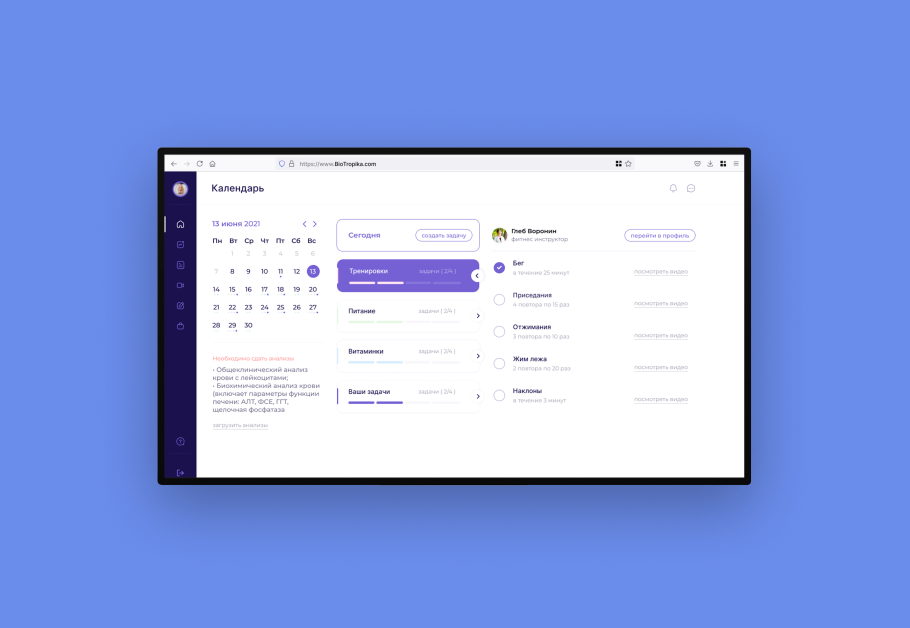 https://www.BioTropika.com
Календарь
13 июня 2021
Пн Вт Ср Чт Пт Сб Вс
1 2 3 4 5 6
7 8 9 10 11 12 13
14 15 16 17 18 19 20
21 22 23 24 25 26 27
28 29 30
Необходимо сдать анализы
• Общеклинический анализ
крови с лейкоцитами;
• Биохимический анализ крови
(включает параметры функции
печени: АЛТ, ФСЕ, ГГТ,
щелочная фосфатаза
загрузить анализы
Сегодня
создать задачу
Тренировки
задачи ( 2/4 )
Питание
задачи ( 2/4 )
Витаминки
задачи ( 2/4 )
Ваши задачи
задачи ( 2/4 )
Глеб Воронин
фитнес инструктор
перейти в профиль
Бег
в течение 25 минут
посмотреть видео
Приседания
4 повтора по 15 раз
посмотреть видео
Отжимания
3 повтора по 10 раз
посмотреть видео
Жим лежа
2 повтора по 20 раз
посмотреть видео
Наклоны
в течение 3 минут
посмотреть видео